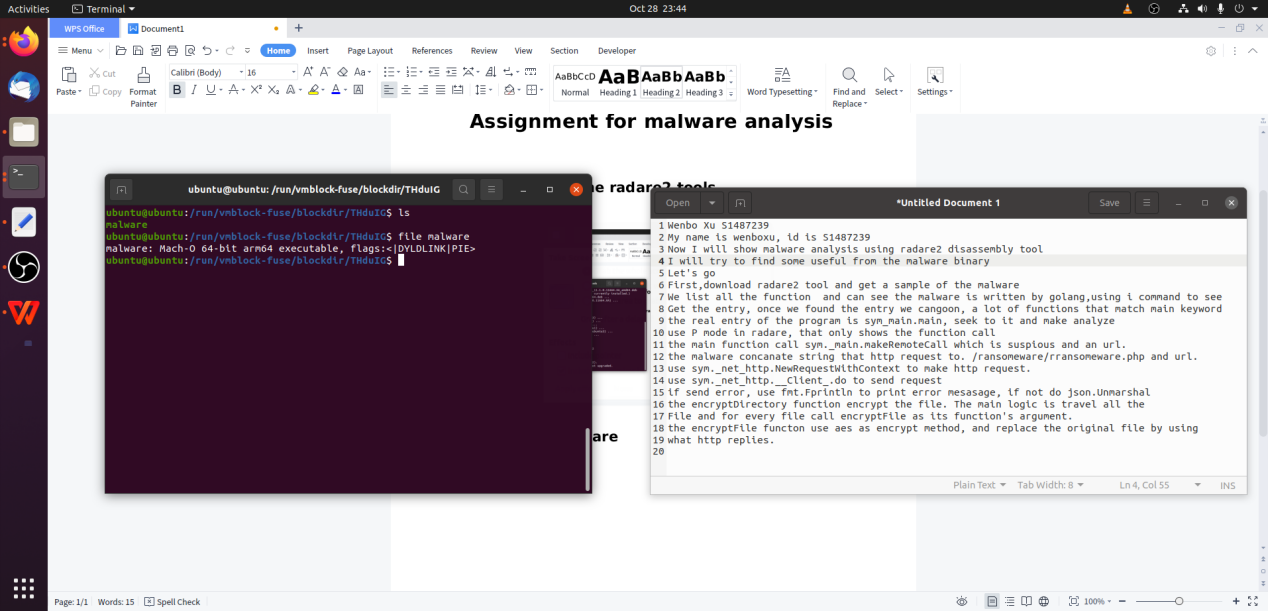 Activities
Terminal
Oct 28 23:44
WPS Office
Document1
Menu
Home
Insert
Page Layout
References
Review
View
Section
Developer
Paste
Cut
Copy
Format
Painter
Calibri (Body)
16
AaBbCcD
Normal
AaB
Heading 1
AaBb
Heading 2
AaBb
Heading 3
Word Typesetting
Find and
Replace
Select
Settings
Assignment for malware analysis
radare2 tools
ubuntu@ubuntu: /run/vmblock-fuse/blockdir/THduIG
ubuntu@ubuntu:/run/vmblock-fuse/blockdir/THduIG$ ls
malware
ubuntu@ubuntu:/run/vmblock-fuse/blockdir/THduIG$ file malware
malware: Mach-O 64-bit arm64 executable, flags:<|DYLDLINK|PIE>
ubuntu@ubuntu:/run/vmblock-fuse/blockdir/THduIG$
are
Open
*Untitled Document 1
Save
1 Wenbo Xu S1487239
2 My name is wenboxu, id is S1487239
3 Now I will show malware analysis using radare2 disassembly tool
4 I will try to find some useful from the malware binary
5 Let's go
6 First,download radare2 tool and get a sample of the malware
7 We list all the function  and can see the malware is written by golang,using i command to see
8 Get the entry, once we found the entry we cangoon, a lot of functions that match main keyword
9 the real entry of the program is sym_main.main, seek to it and make analyze
10 use P mode in radare, that only shows the function call
11 the main function call sym._main.makeRemoteCall which is suspious and an url.
12 the malware concanate string that http request to. /ransomeware/rransomeware.php and url.
13 use sym._net_http.NewRequestWithContext to make http request.
14 use sym._net_http.__Client_.do to send request
15 if send error, use fmt.Fprintln to print error mesasage, if not do json.Unmarshal
16 the encryptDirectory function encrypt the file. The main logic is travel all the
17 File and for every file call encryptFile as its function's argument.
18 the encryptFile functon use aes as encrypt method, and replace the original file by using
19 what http replies.
20
Plain Text
Tab Width: 8
Ln 4, Col 55
INS
Page: 1/1
Words: 15
Spell Check
100%